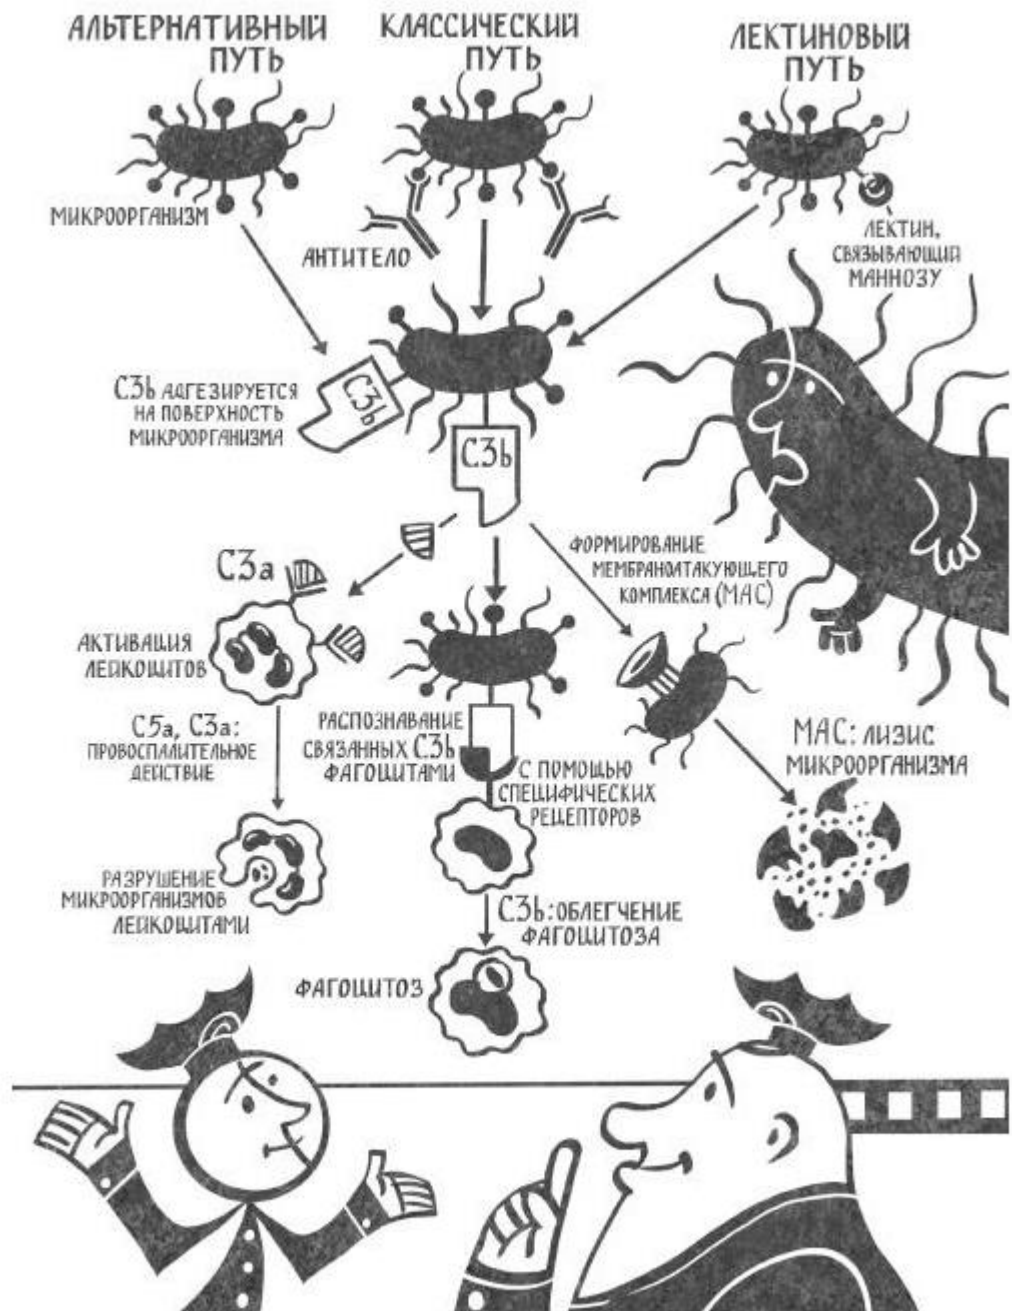 АЛЬТЕРНАТИВНЫЙ
ПУТЬ
КЛАССИЧЕСКИЙ
ПУТЬ
ЛЕКТИНОВЫЙ
ПУТЬ
МИКРООРГАНИЗМ
АНТИТЕЛО
ЛЕКТИН,
СВЯЗЫВАЮЩИЙ
МАННОЗУ
C3b АДГЕЗИРУЕТСЯ
НА ПОВЕРХНОСТЬ
МИКРООРГАНИЗМА
C3b
C3b
ФОРМИРОВАНИЕ
МЕМБРАНОАТАКУЮЩЕГО
КОМПЛЕКСА (МАС)
C3a
АКТИВАЦИЯ
ЛЕЙКОЦИТОВ
C5a, C3a:
ПРОВОСПАЛИТЕЛЬНОЕ
ДЕЙСТВИЕ
РАСПОЗНАВАНИЕ
СВЯЗАННЫХ C3b
ФАГОЦИТАМИ
С ПОМОЩЬЮ
СПЕЦИФИЧЕСКИХ
РЕЦЕПТОРОВ
МАС: ЛИЗИС
МИКРООРГАНИЗМА
РАЗРУШЕНИЕ
МИКРООРГАНИЗМОВ
ЛЕЙКОЦИТАМИ
C3b: ОБЛЕГЧЕНИЕ
ФАГОЦИТОЗА
ФАГОЦИТОЗ